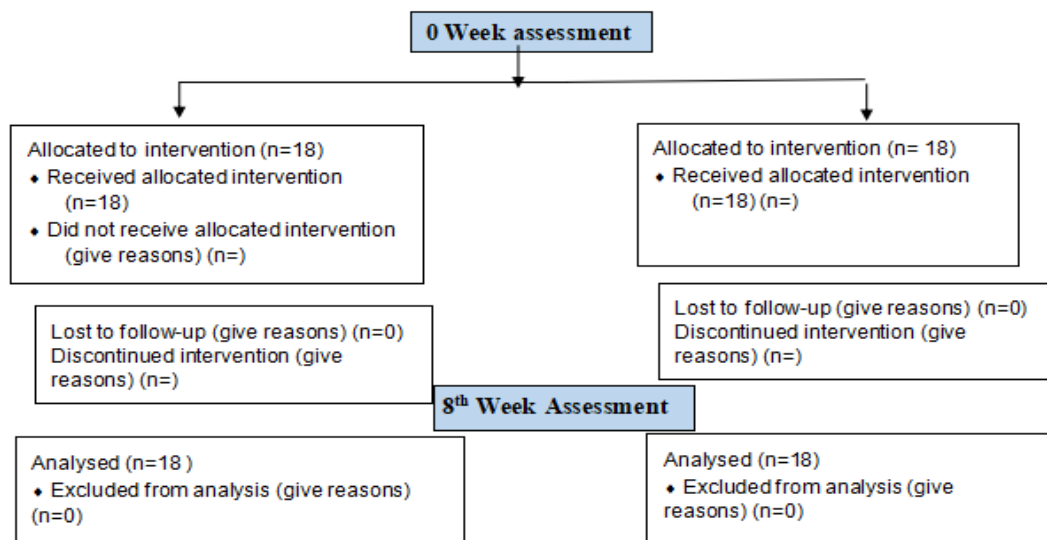 0 Week assessment
Allocated to intervention (n=18)
⬥ Received allocated intervention
(n=18)
⬥ Did not receive allocated intervention
(give reasons) (n=)
Allocated to intervention (n= 18)
⬥ Received allocated intervention
(n=18) (n=)
Lost to follow-up (give reasons) (n=0)
Discontinued intervention (give
reasons) (n=)
Lost to follow-up (give reasons) (n=0)
Discontinued intervention (give
reasons) (n=)
8th Week Assessment
Analysed (n=18 )
⬥ Excluded from analysis (give reasons)
(n=0)
Analysed (n=18)
⬥ Excluded from analysis (give
reasons) (n=0)